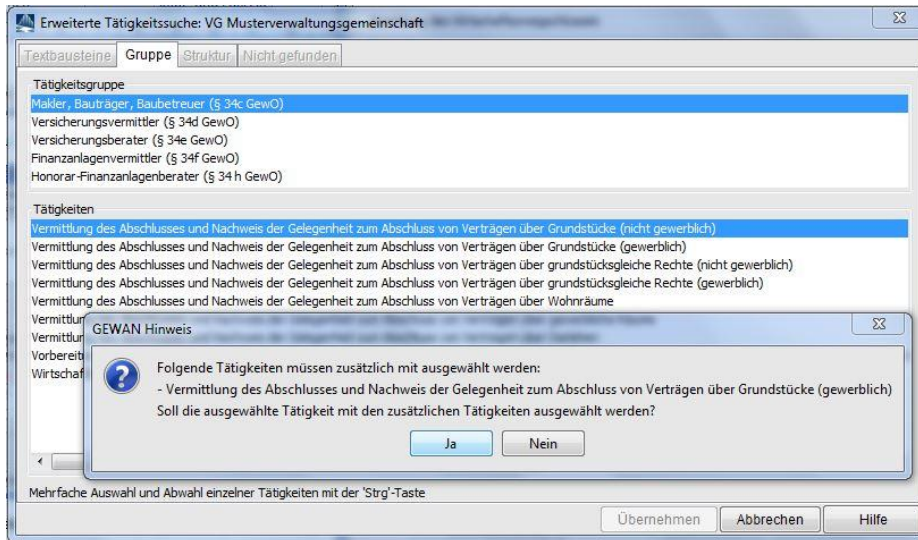 Erweiterte Tätigkeitssuche: VG Musterverwaltungsgemeinschaft
Textbausteine Gruppe Struktur Nicht gefunden
Tätigkeitsgruppe
Makler, Bauträger, Baubetreuer (§ 34c GewO)
Versicherungsvermittler (§ 34d GewO)
Versicherungsberater (§ 34e GewO)
Finanzanlagenvermittler (§ 34f GewO)
Honorar-Finanzanlagenberater (§ 34 h GewO)
Tätigkeiten
Vermittlung des Abschlusses und Nachweis der Gelegenheit zum Abschluss von Verträgen über Grundstücke (nicht gewerblich)
Vermittlung des Abschlusses und Nachweis der Gelegenheit zum Abschluss von Verträgen über Grundstücke (gewerblich)
Vermittlung des Abschlusses und Nachweis der Gelegenheit zum Abschluss von Verträgen über grundstücksgleiche Rechte (nicht gewerblich)
Vermittlung des Abschlusses und Nachweis der Gelegenheit zum Abschluss von Verträgen über grundstücksgleiche Rechte (gewerblich)
Vermittlung des Abschlusses und Nachweis der Gelegenheit zum Abschluss von Verträgen über Wohnräume
Vermittlun
Vermittlun
Vorbereit
Wirtschaf
GEWAN Hinweis
Folgende Tätigkeiten müssen zusätzlich mit ausgewählt werden:
- Vermittlung des Abschlusses und Nachweis der Gelegenheit zum Abschluss von Verträgen über Grundstücke (gewerblich)
Soll die ausgewählte Tätigkeit mit den zusätzlichen Tätigkeiten ausgewählt werden?
Ja Nein
Mehrfache Auswahl und Abwahl einzelner Tätigkeiten mit der 'Strg'-Taste
Übernehmen Abbrechen Hilfe